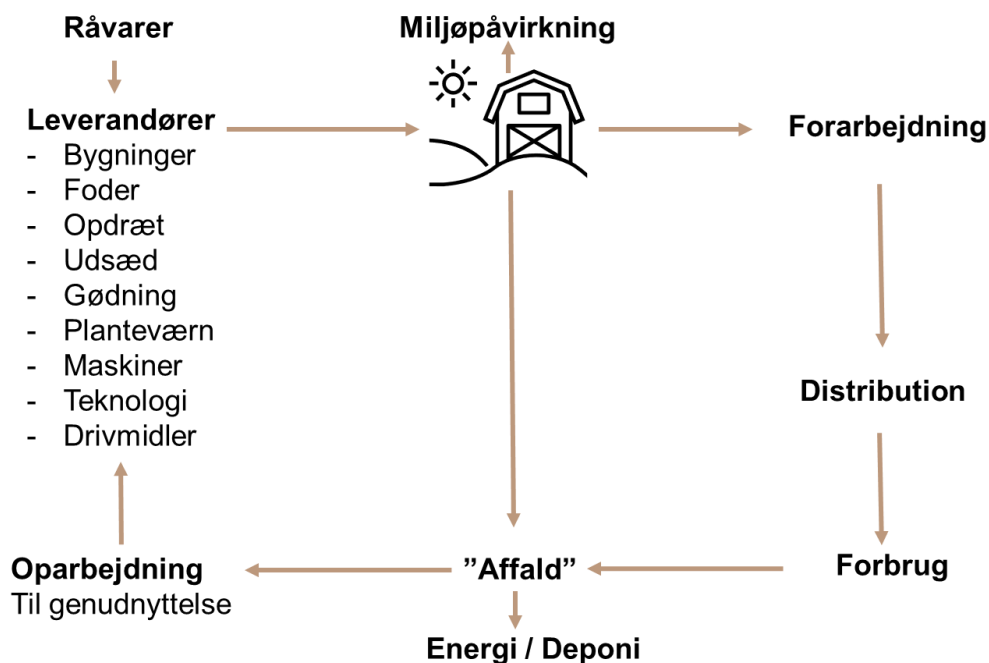 Råvarer
Miljøpåvirkning
Leverandører
- Bygninger
- Foder
- Opdræt
- Udsæd
- Gødning
- Planteværn
- Maskiner
- Teknologi
- Drivmidler
Forarbejdning
Distribution
Forbrug
”Affald”
Energi / Deponi
Oparbejdning
Til genudnyttelse